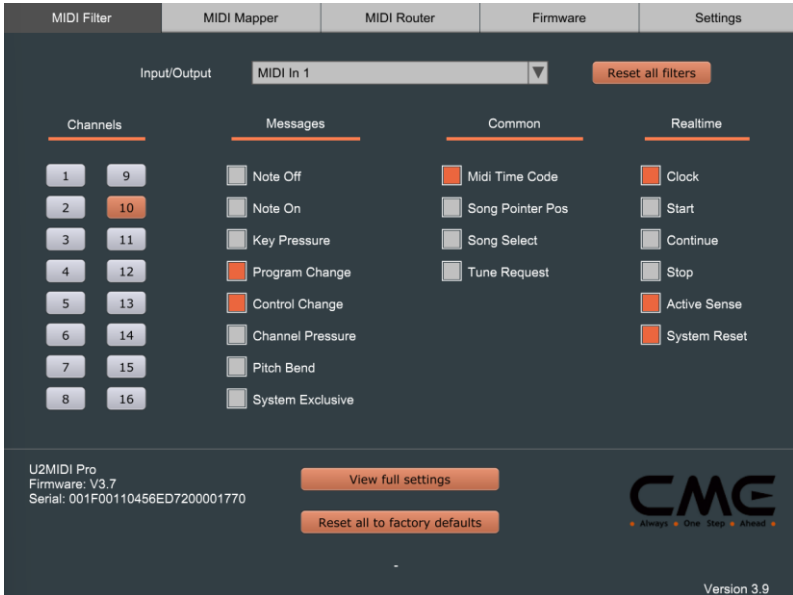 MIDI Filter MIDI Mapper MIDI Router Firmware Settings
Input/Output MIDI In 1 Reset all filters
Channels Messages Common Realtime
1 9 Note Off Midi Time Code Clock
2 10 Note On Song Pointer Pos Start
3 11 Key Pressure Song Select Continue
4 12 Program Change Tune Request Stop
5 13 Control Change Active Sense
6 14 Channel Pressure System Reset
7 15 Pitch Bend
8 16 System Exclusive
U2MIDI Pro
Firmware: V3.7
Serial: 001F00110456ED7200001770
View full settings
Reset all to factory defaults
-
CME
Always One Step Ahead
Version 3.9